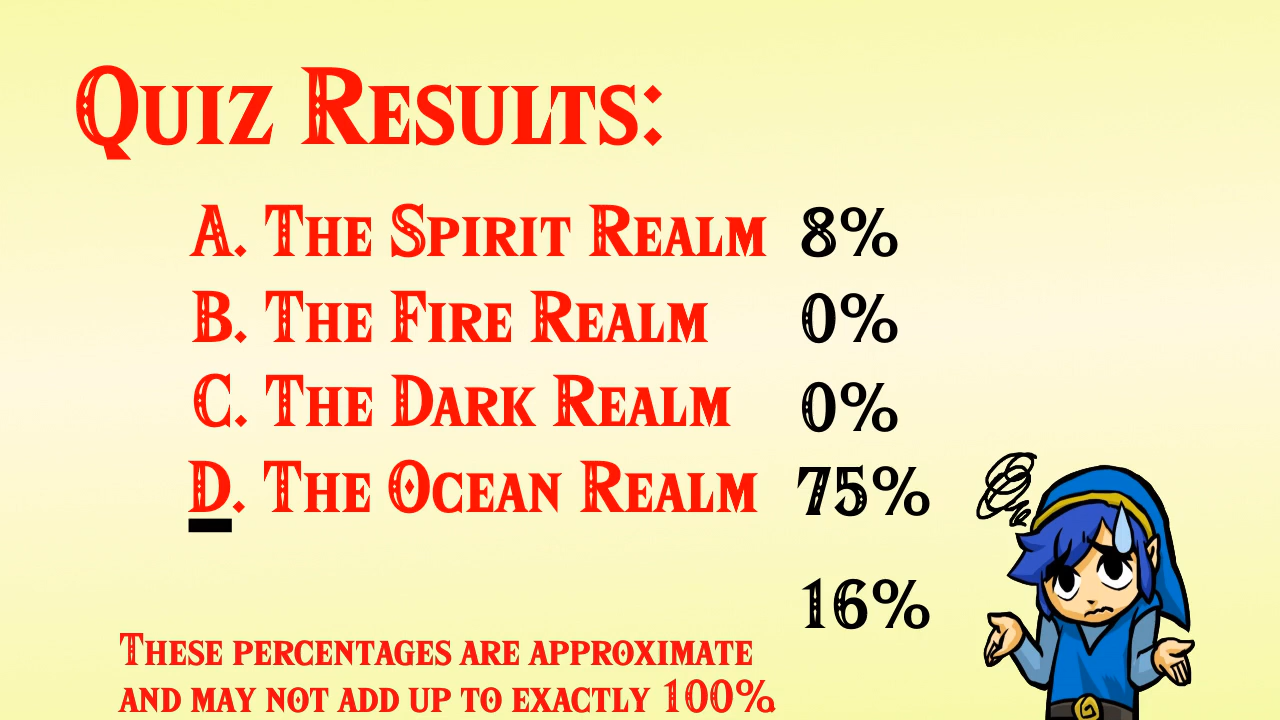 Quiz Results:
A. The Spirit Realm 8%
B. The Fire Realm 0%
C. The Dark Realm 0%
D. The Ocean Realm 75%
16%
These percentages are approximate
and may not add up to exactly 100%